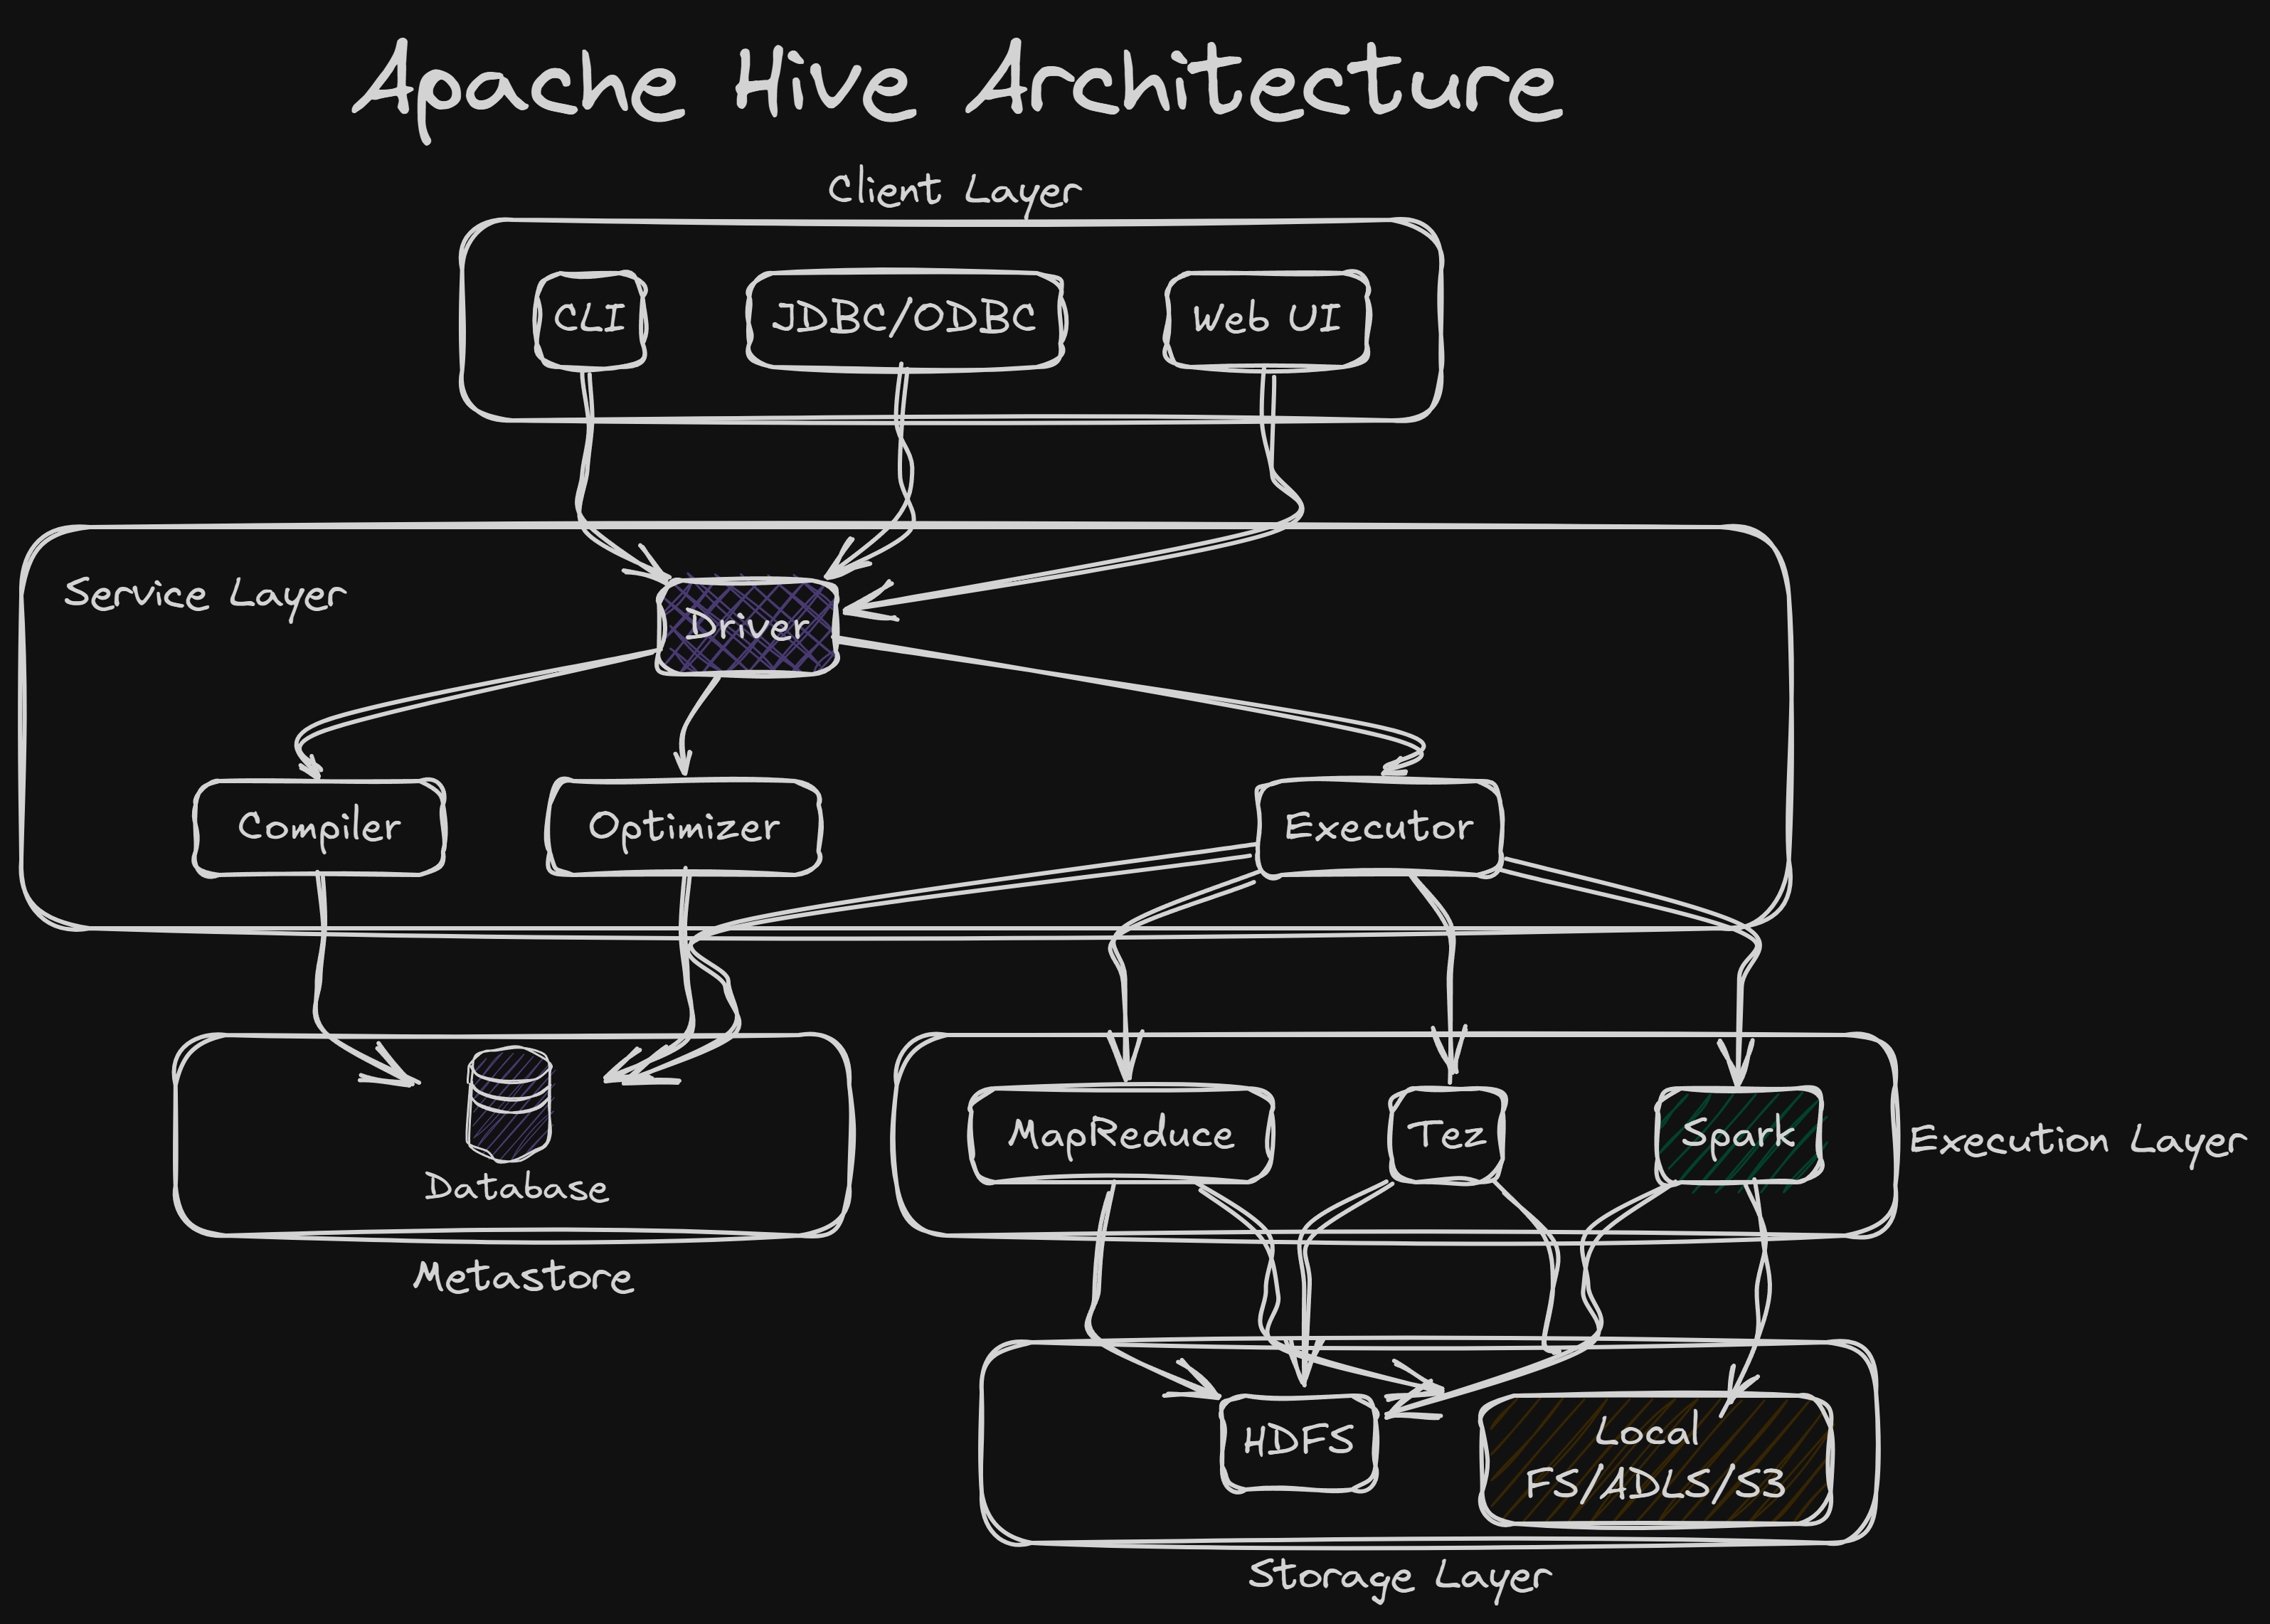 Apache Hive Architecture
Client Layer
CLI
JDBC/ODBC
Web UI
Service Layer
Driver
Compiler
Optimizer
Executor
Database
Metastore
MapReduce
Tez
Spark
Execution Layer
HDFS
Local
FS/ADLS/S3
Storage Layer